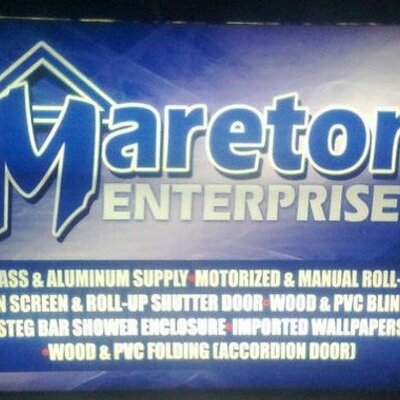 Maretor
ENTERPRISE
ASS & ALUMINUM SUPPLY • MOTORIZED & MANUAL ROLL-
N SCREEN & ROLL-UP SHUTTER DOOR • WOOD & PVC BLIN
STEG BAR SHOWER ENCLOSURE • IMPORTED WALLPAPERS
• WOOD & PVC FOLDING (ACCORDION DOOR)